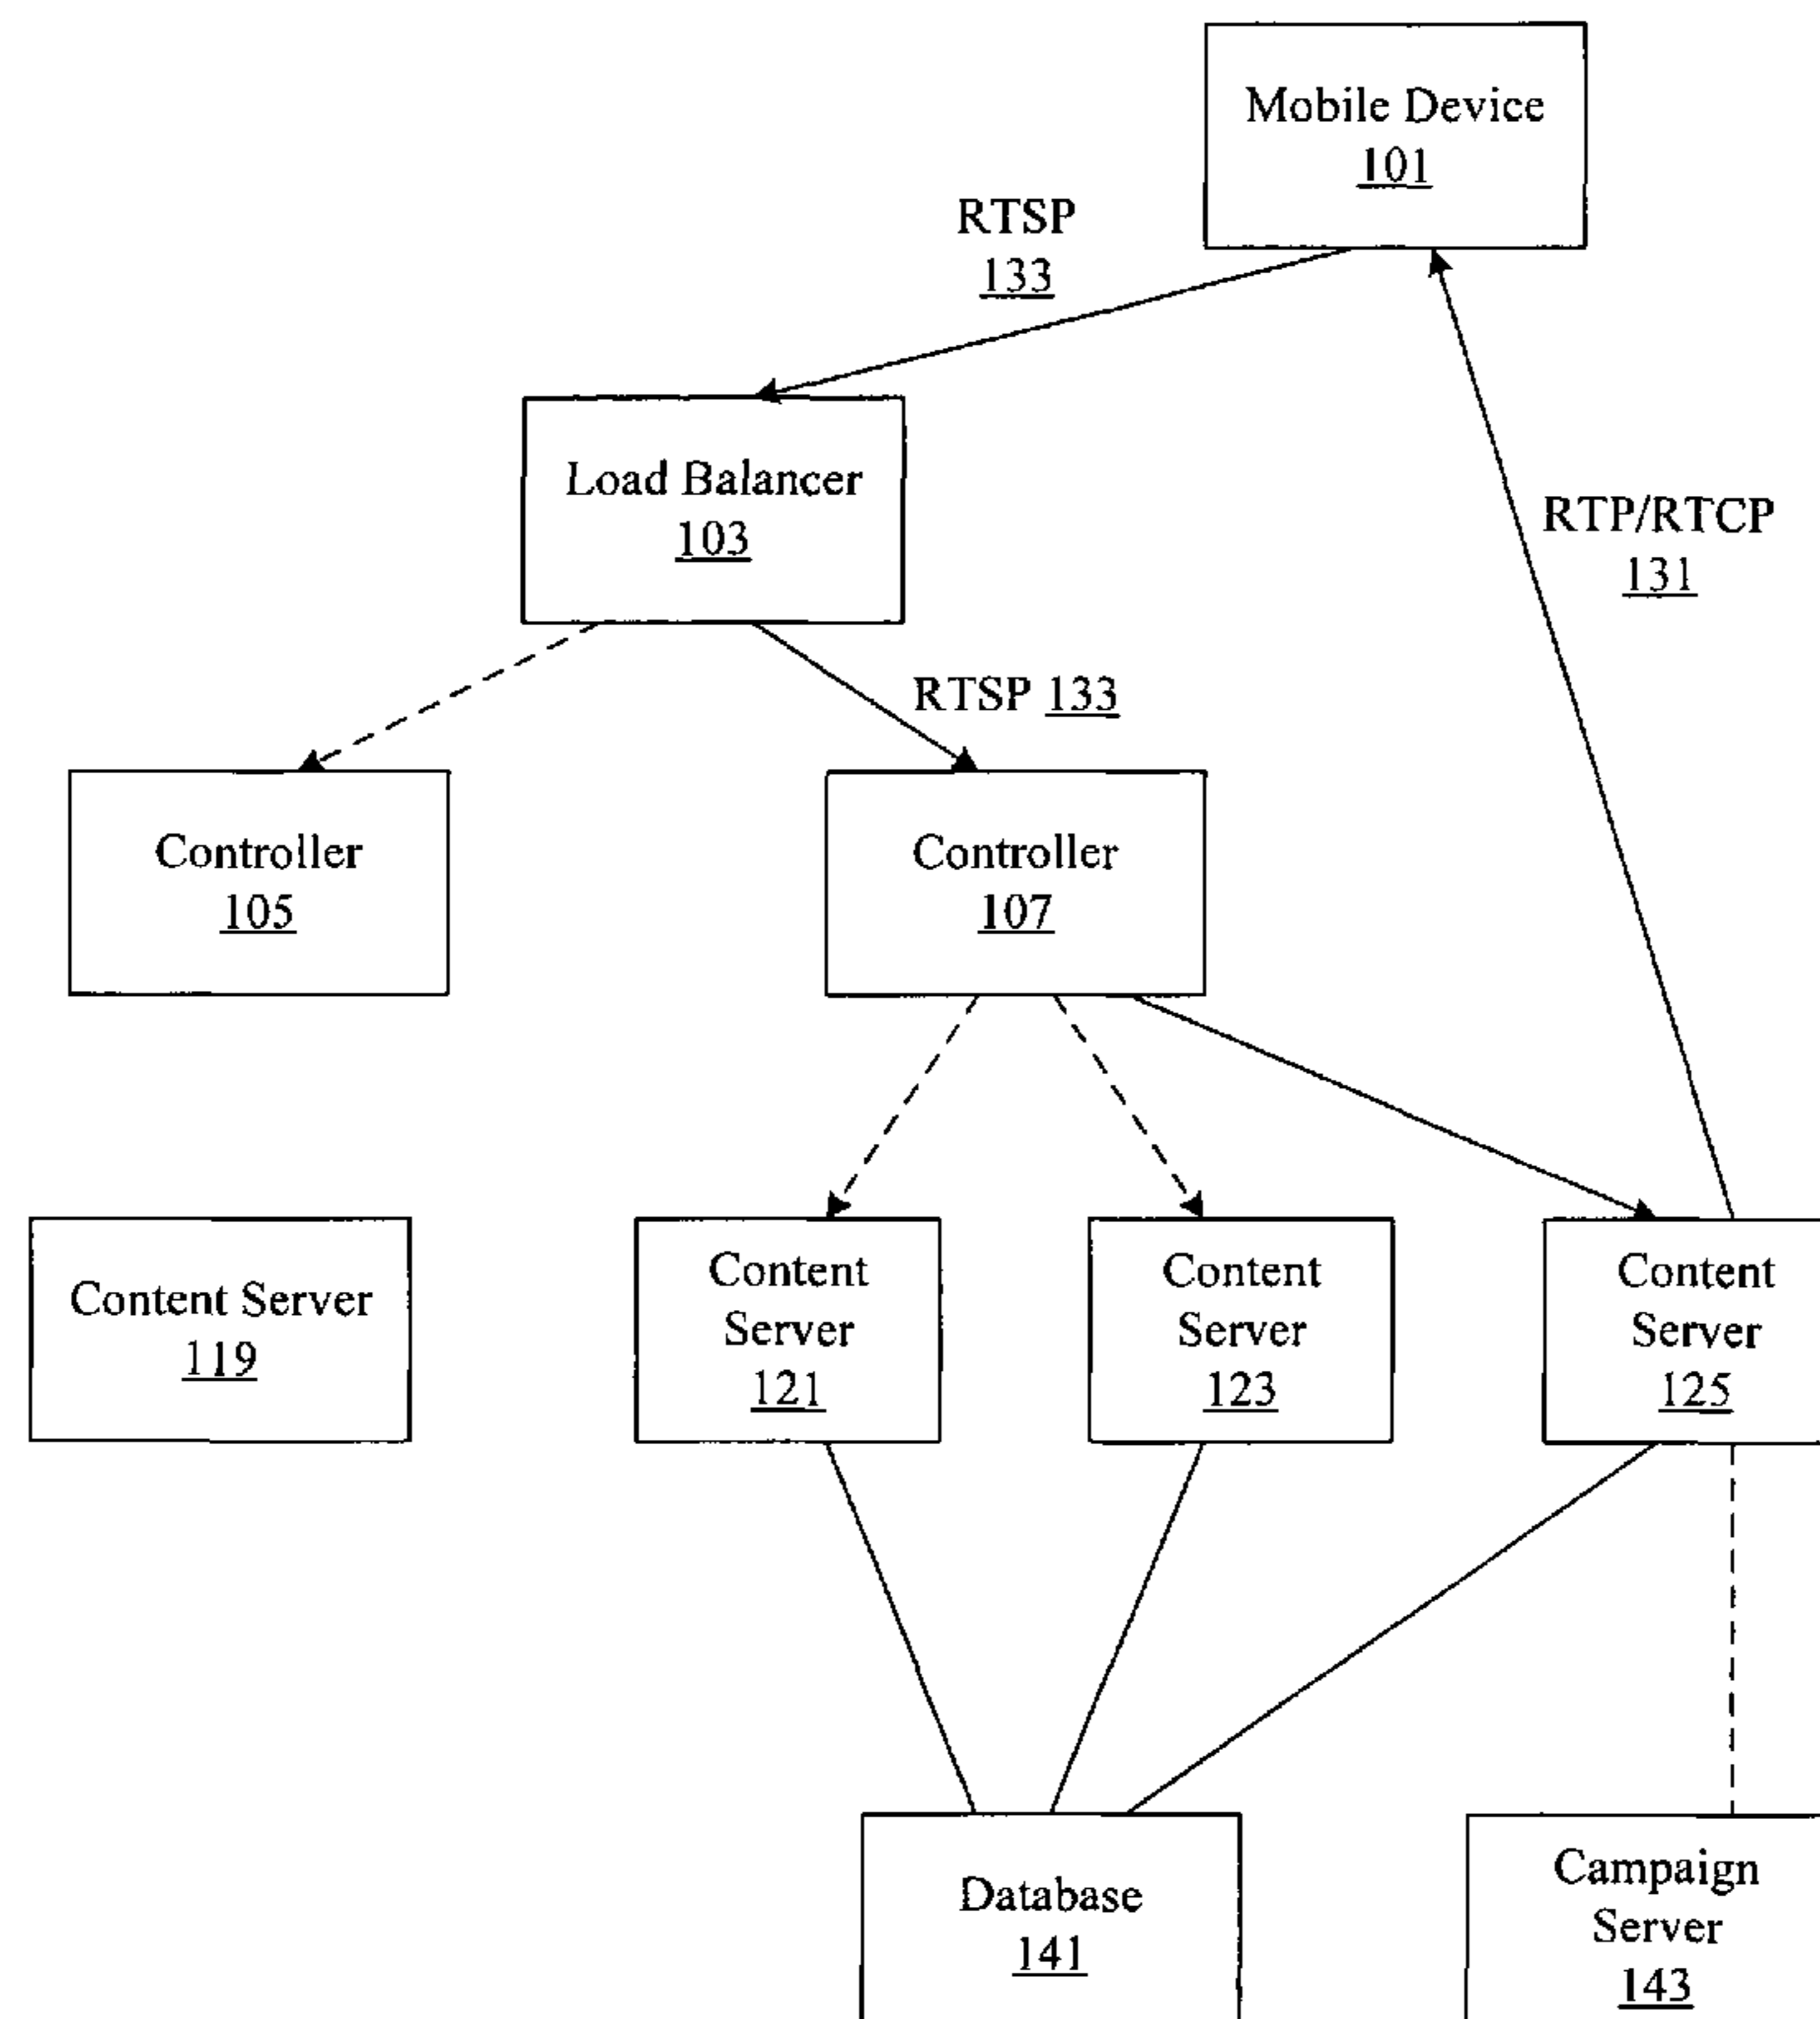 Mobile Device
101
RTSP
133
Load Balancer
103
RTP/RTCP
131
RTSP 133
Controller
105
Controller
107
Content Server
119
Content
Server
121
Content
Server
123
Content
Server
125
Database
141
Campaign
Server
143